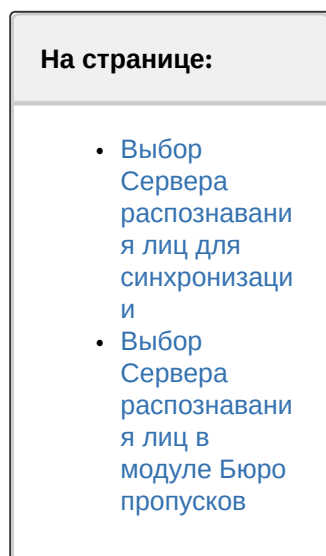 На странице:
• Выбор
Сервера
распознавани
я лиц для
синхронизаци
и
• Выбор
Сервера
распознавани
я лиц в
модуле Бюро
пропусков